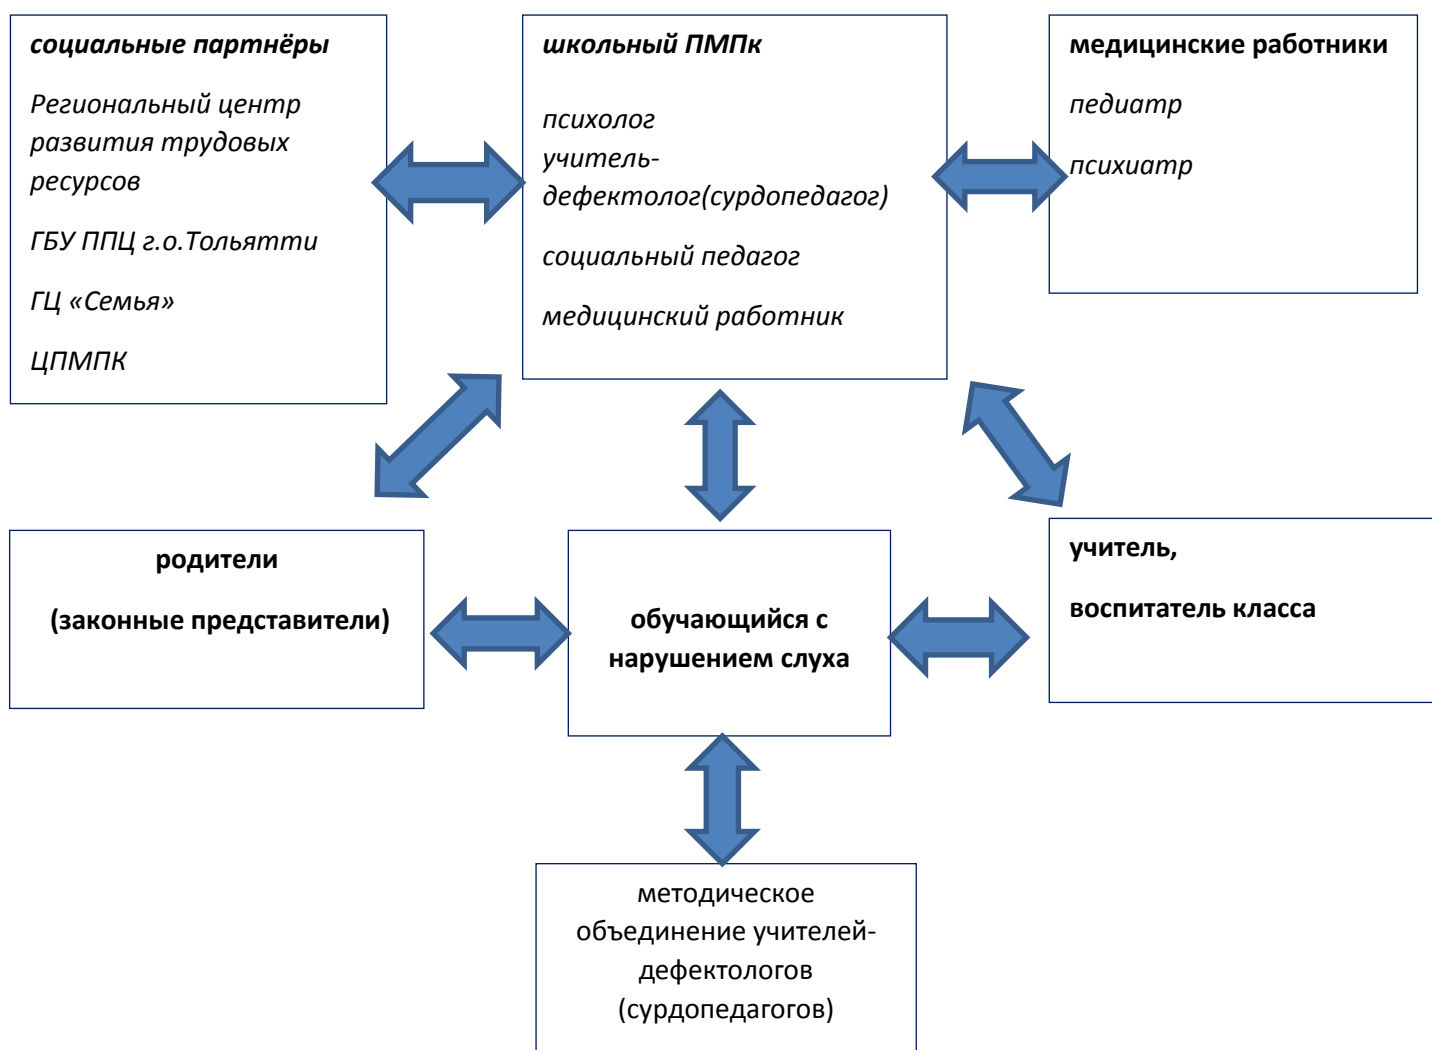 социальные партнёры
Региональный центр
развития трудовых
ресурсов
ГБУ ППЦ г.о.Тольятти
ГЦ «Семья»
ЦПМПК
школьный ПМПк
психолог
учитель-
дефектолог(сурдопедагог)
социальный педагог
медицинский работник
медицинские работники
педиатр
психиатр
родители
(законные представители)
обучающийся с
нарушением слуха
учитель,
воспитатель класса
методическое
объединение учителей-
дефектологов
(сурдопедагогов)